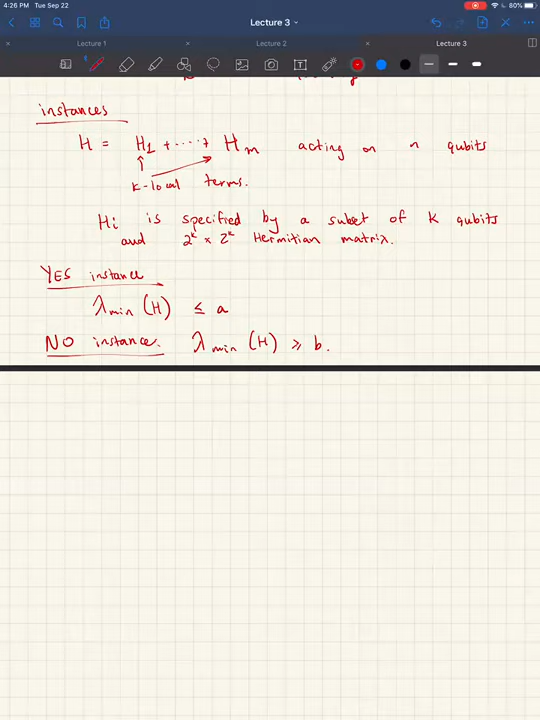 4:26 PM Tue Sep 22
80%
Lecture 3
Lecture 1
Lecture 2
Lecture 3
instances
H = H1 + ····+ Hm acting on n qubits
k-local terms.
Hi is specified by a subset of k qubits
and 2^k × 2^k Hermitian matrix.
YES instance
λmin (H) ≤ a
NO instance. λmin (H) ≥ b.